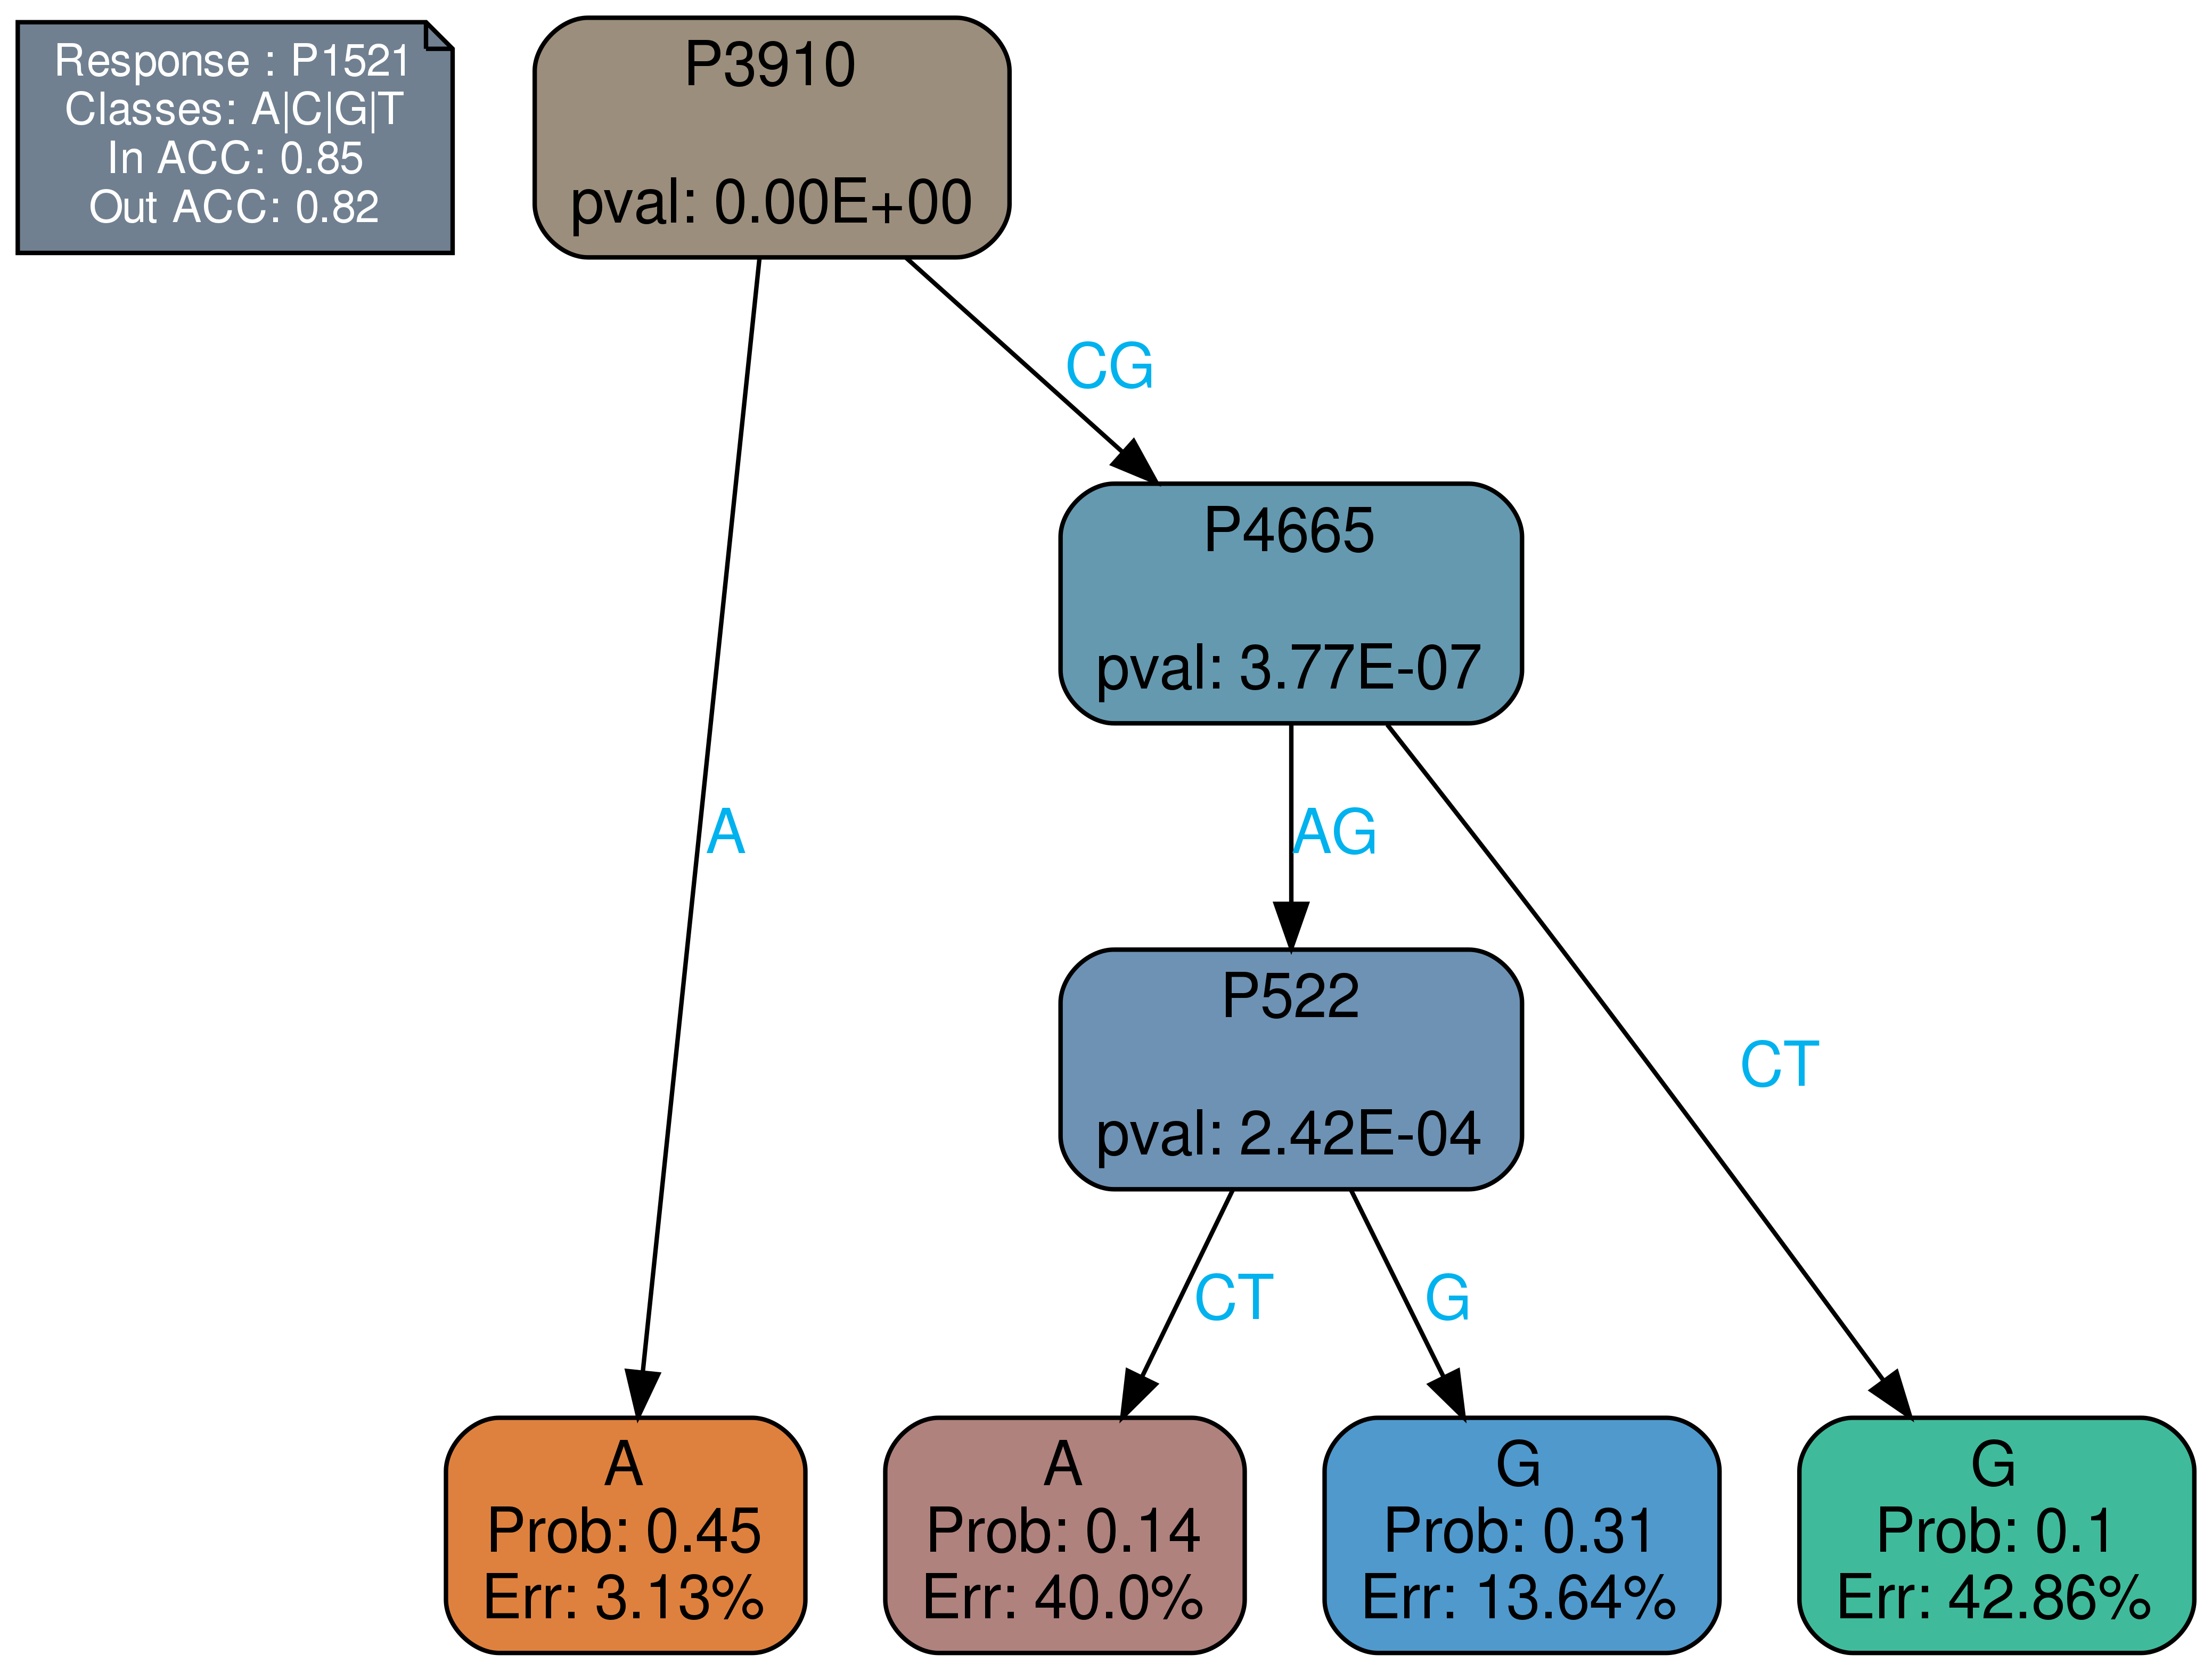 Response : P1521
Classes: A|C|G|T
In ACC: 0.85
Out ACC: 0.82
P3910
pval: 0.00E+00
CG
P4665
pval: 3.77E-07
A
AG
P522
pval: 2.42E-04
CT
CT
G
A
Prob: 0.45
Err: 3.13%
A
Prob: 0.14
Err: 40.0%
G
Prob: 0.31
Err: 13.64%
G
Prob: 0.1
Err: 42.86%